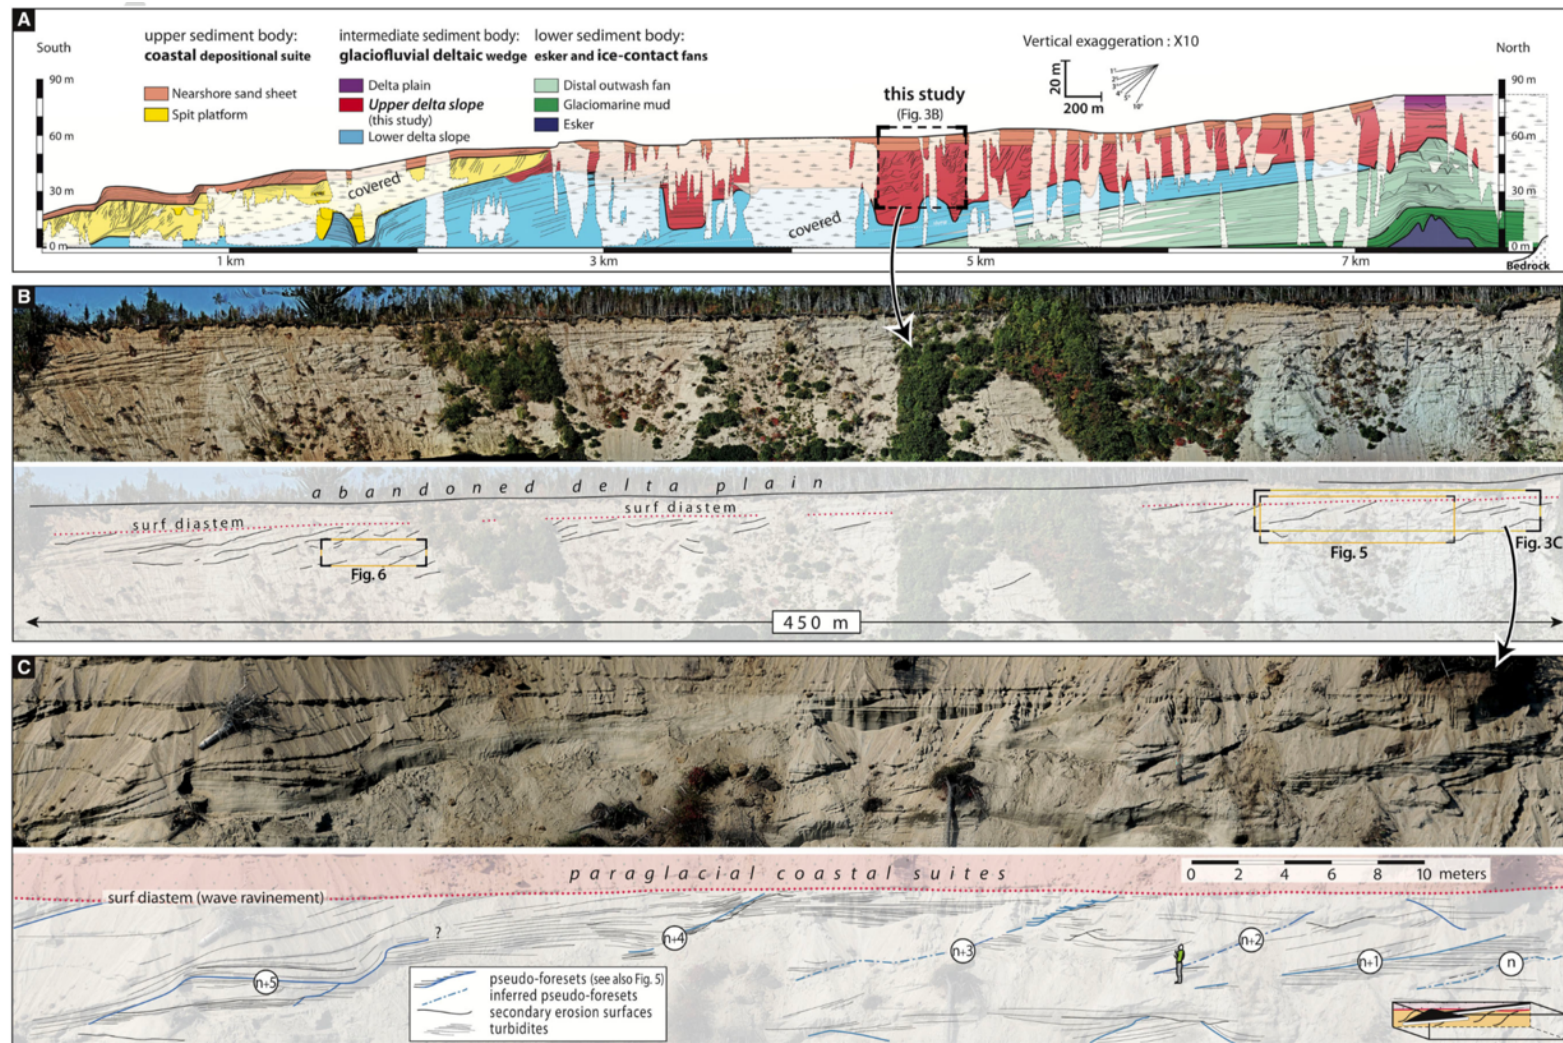 A
South
90 m
60 m
30 m
0 m
upper sediment body:
coastal depositional suite
Nearshore sand sheet
Spit platform
intermediate sediment body:
glaciofluvial deltaic wedge
Delta plain
Upper delta slope
(this study)
Lower delta slope
lower sediment body:
esker and ice-contact fans
Distal outwash fan
Glaciomarine mud
Esker
Vertical exaggeration : X10
20 m
200 m
1°
2°
3°
4°
5°
10°
this study
(Fig. 3B)
North
90 m
60 m
30 m
0 m
covered
covered
Bedrock
1 km
3 km
5 km
7 km
B
abandoned delta plain
surf diastem
surf diastem
Fig. 6
Fig. 5
Fig. 3C
450 m
C
paraglacial coastal suites
0 2 4 6 8 10 meters
surf diastem (wave ravinement)
?
n+5
n+4
n+3
n+2
n+1
n
pseudo-foresets (see also Fig. 5)
inferred pseudo-foresets
secondary erosion surfaces
turbidites